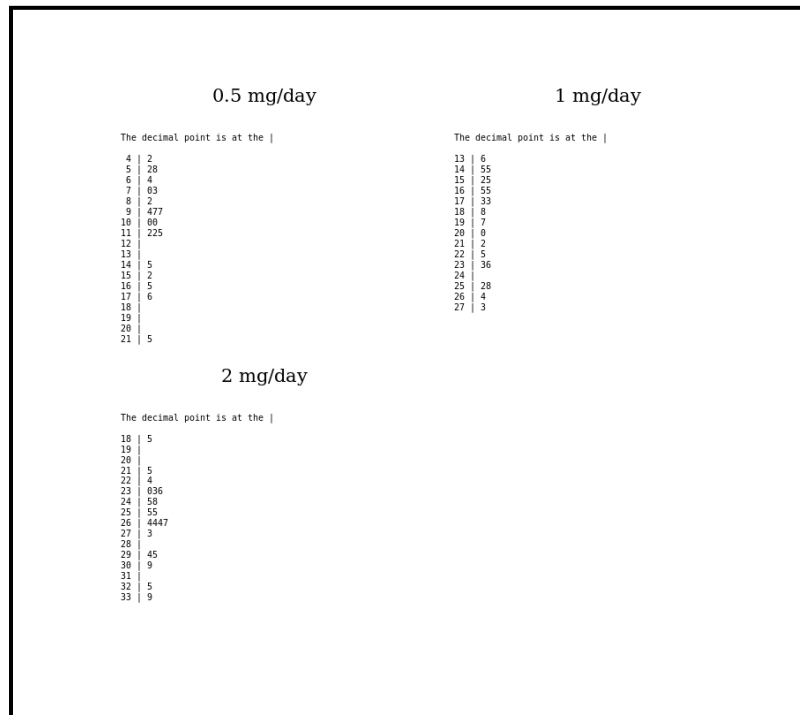 0.5 mg/day
The decimal point is at the |
4 | 2
5 | 28
6 | 4
7 | 03
8 | 2
9 | 477
10 | 00
11 | 225
12 |
13 |
14 | 5
15 | 2
16 | 5
17 | 6
18 |
19 |
20 |
21 | 5
1 mg/day
The decimal point is at the |
13 | 6
14 | 55
15 | 25
16 | 55
17 | 33
18 | 8
19 | 7
20 | 0
21 | 2
22 | 5
23 | 36
24 |
25 | 28
26 | 4
27 | 3
2 mg/day
The decimal point is at the |
18 | 5
19 |
20 |
21 | 5
22 | 4
23 | 036
24 | 58
25 | 55
26 | 4447
27 | 3
28 |
29 | 45
30 | 9
31 |
32 | 5
33 | 9